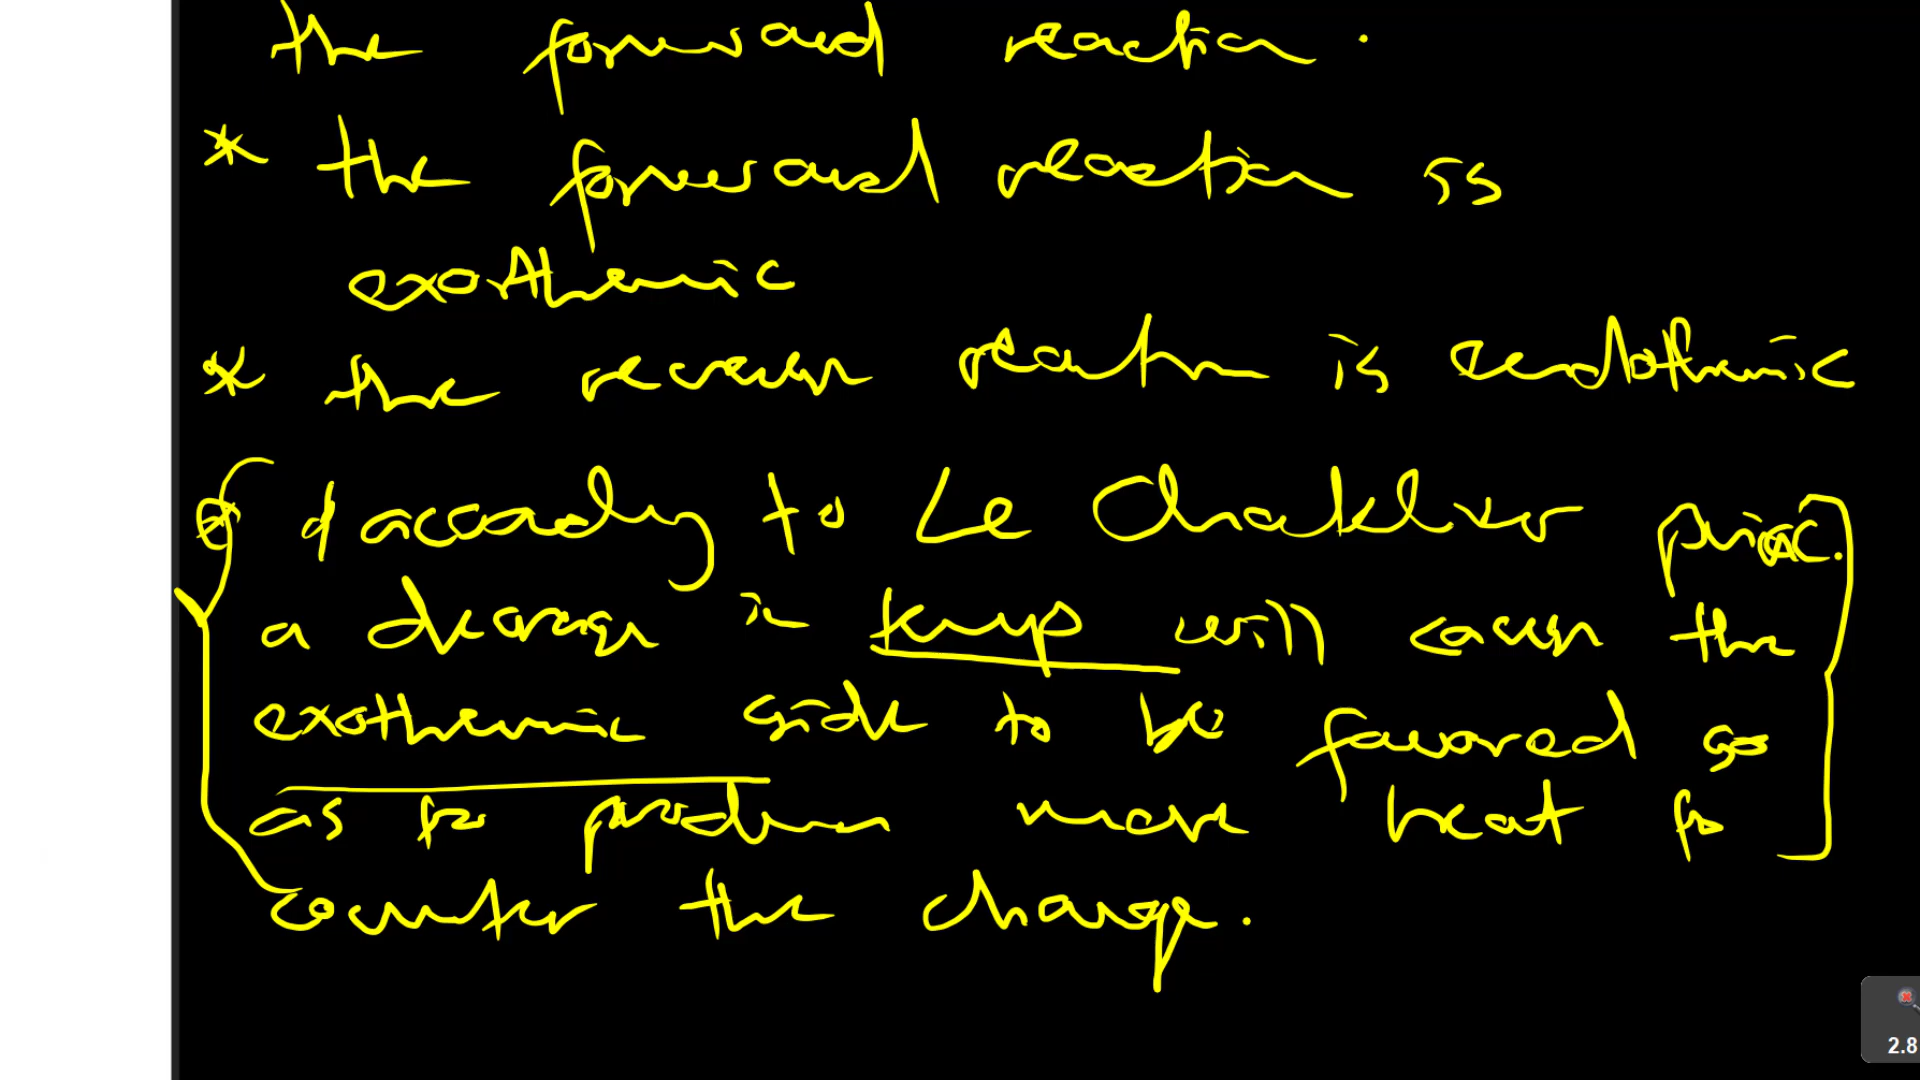 the forward reaction.
* the forward reaction is
exothermic
* the reverse reaction is endothermic
according to Le Chatelier princ.
a decrease in temp will cause the
exothermic side to be favored so
as to produce more heat to
counter the change.
2.8